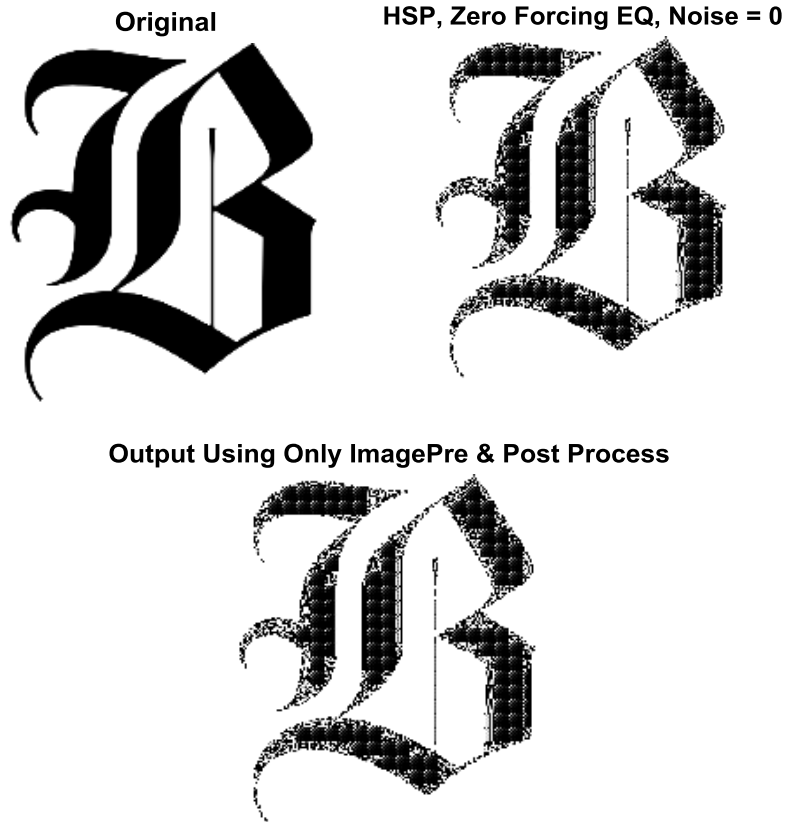 Original
HSP, Zero Forcing EQ, Noise = 0
B
B
Output Using Only ImagePre & Post Process
B